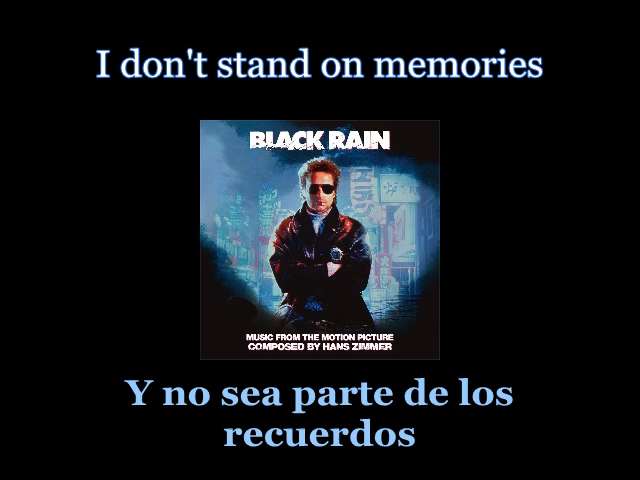 I don't stand on memories
BLACK RAIN
MUSIC FROM THE MOTION PICTURE
COMPOSED BY HANS ZIMMER
Y no sea parte de los
recuerdos